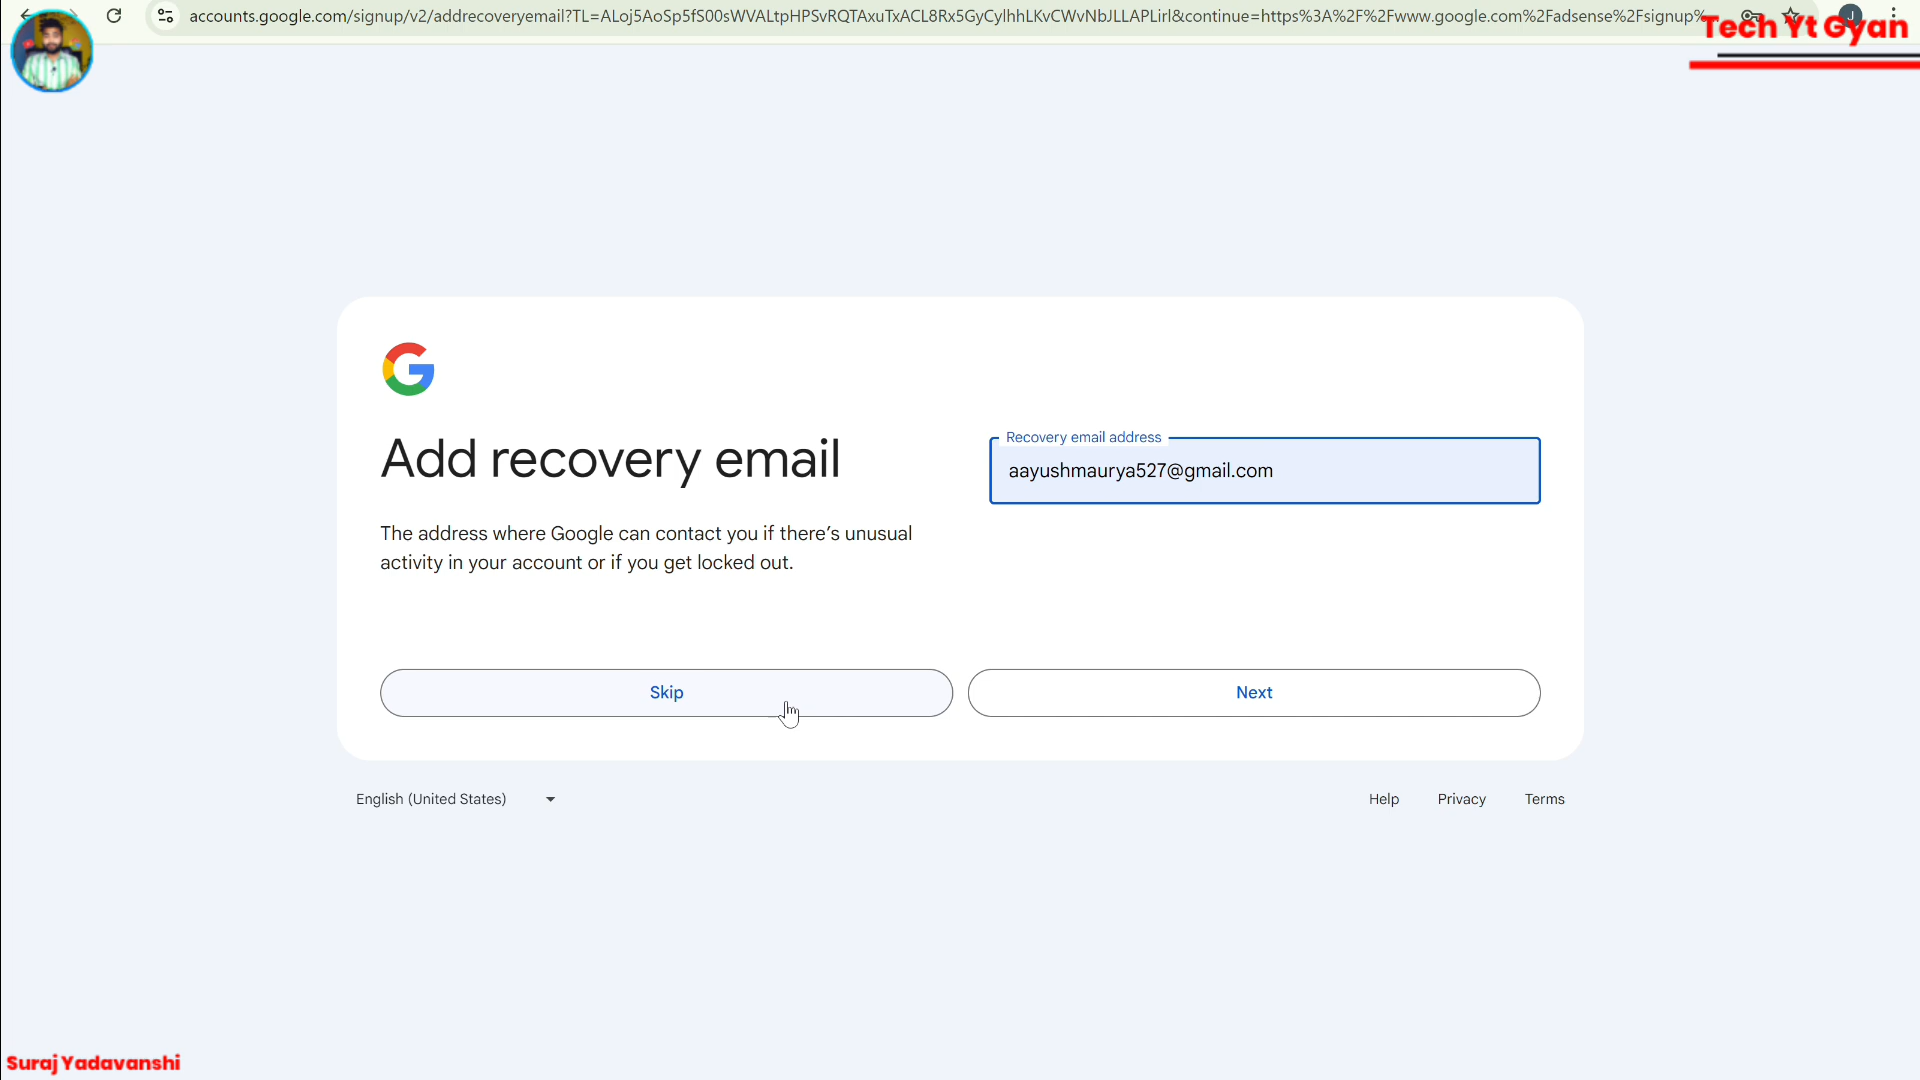 accounts.google.com/signup/v2/addrecoveryemail?TL=ALoj5AoSp5fS00sWVALtpHPSvRQTAxuTxACL8Rx5GyCylhhLKvCWvNbJLLAPLirl&continue=https%3A%2F%2Fwww.google.com%2Fadsense%2Fsignup%
J
Tech Yt Gyan
Add recovery email
The address where Google can contact you if there's unusual
activity in your account or if you get locked out.
Recovery email address
aayushmaurya527@gmail.com
Skip
Next
English (United States)
Help
Privacy
Terms
Suraj Yadavanshi